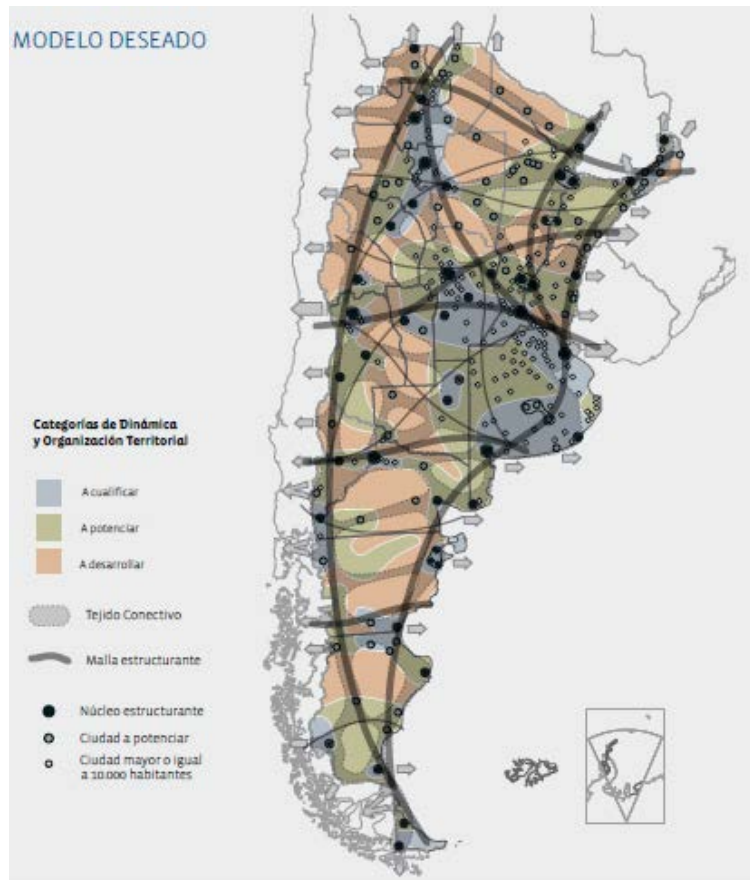 MODELO DESEADO
Categorías de Dinámica
y Organización Territorial
A cualificar
A potenciar
A desarrollar
Tejido Conectivo
Malla estructurante
Núcleo estructurante
Ciudad a potenciar
Ciudad mayor o igual
a 10.000 habitantes